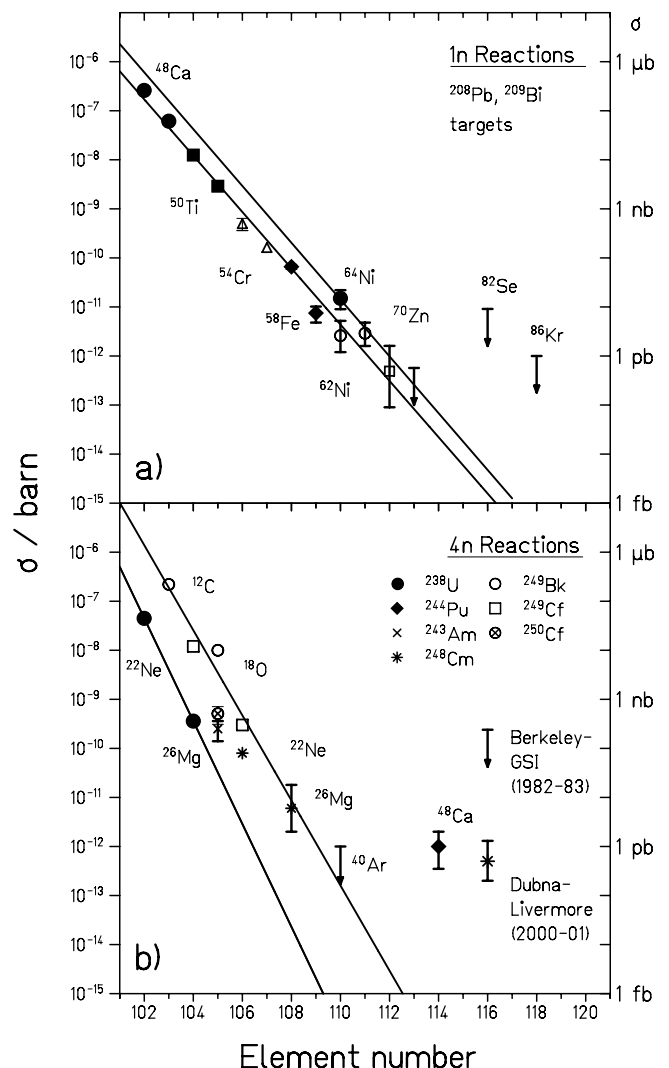 σ
10⁻⁶
10⁻⁷
10⁻⁸
10⁻⁹
10⁻¹⁰
10⁻¹¹
10⁻¹²
10⁻¹³
10⁻¹⁴
10⁻¹⁵
1 μb
1 nb
1 pb
1 fb
1n Reactions
²⁰⁸Pb, ²⁰⁹Bi
targets
⁴⁸Ca
⁵⁰Ti
⁵⁴Cr
⁵⁸Fe
⁶⁴Ni
⁷⁰Zn
⁶²Ni
⁸²Se
⁸⁶Kr
a)
σ / barn
10⁻⁶
10⁻⁷
10⁻⁸
10⁻⁹
10⁻¹⁰
10⁻¹¹
10⁻¹²
10⁻¹³
10⁻¹⁴
10⁻¹⁵
1 μb
1 nb
1 pb
1 fb
4n Reactions
²³⁸U ²⁴⁹Bk
²⁴⁴Pu ²⁴⁹Cf
²⁴³Am ²⁵⁰Cf
²⁴⁸Cm
¹²C
²²Ne
¹⁸O
²⁶Mg
²²Ne
²⁶Mg
⁴⁰Ar
⁴⁸Ca
Berkeley-
GSI
(1982-83)
Dubna-
Livermore
(2000-01)
b)
102 104 106 108 110 112 114 116 118 120
Element number